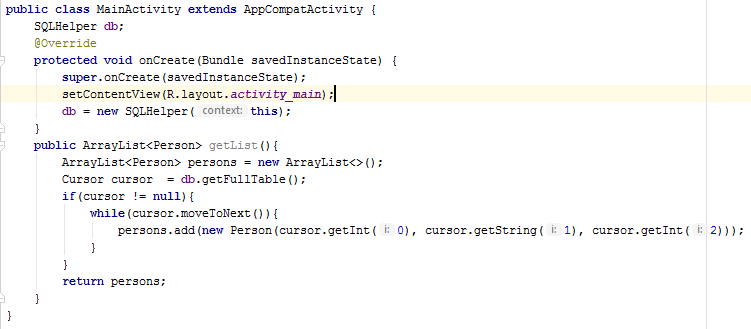 public class MainActivity extends AppCompatActivity {
    SQLHelper db;
    @Override
    protected void onCreate(Bundle savedInstanceState) {
        super.onCreate(savedInstanceState);
        setContentView(R.layout.activity_main);
        db = new SQLHelper( context: this);
    }
    public ArrayList<Person> getList(){
        ArrayList<Person> persons = new ArrayList<>();
        Cursor cursor  = db.getFullTable();
        if(cursor != null){
            while(cursor.moveToNext()){
                persons.add(new Person(cursor.getInt( i: 0), cursor.getString( i: 1), cursor.getInt( i: 2)));
            }
        }
        return persons;
    }
}